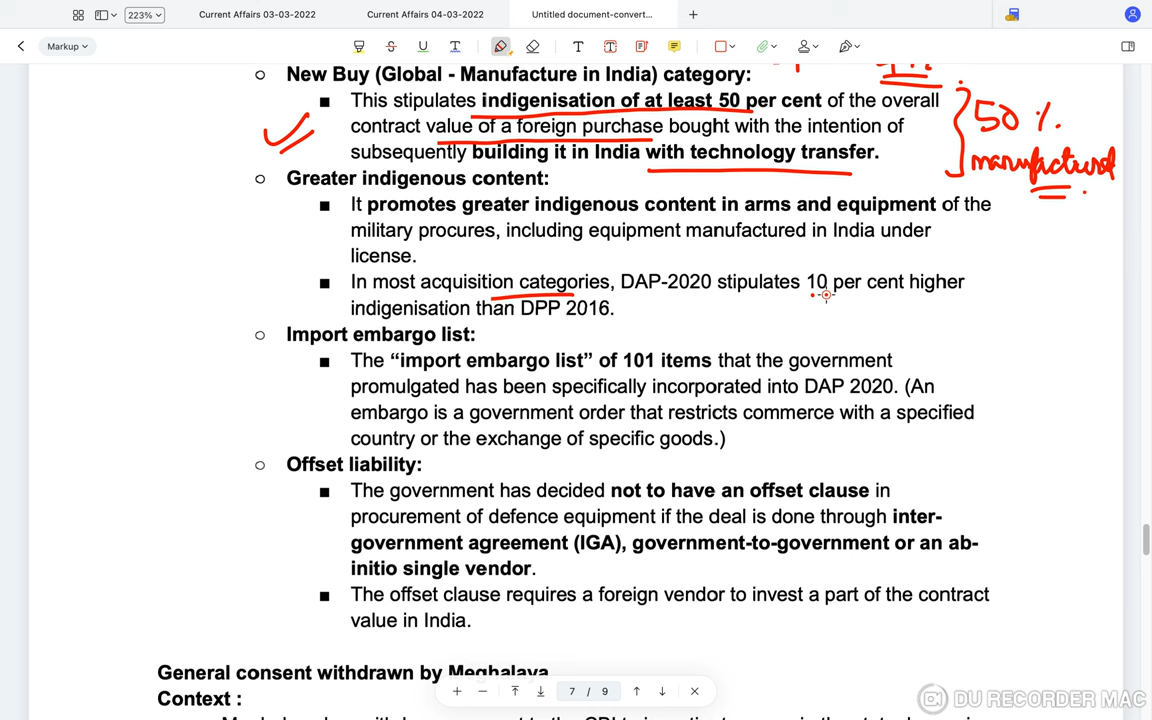 223%
Current Affairs 03-03-2022
Current Affairs 04-03-2022
Untitled document-convert...
Markup
New Buy (Global - Manufacture in India) category:
This stipulates indigenisation of at least 50 per cent of the overall
contract value of a foreign purchase bought with the intention of
subsequently building it in India with technology transfer.
50 %
manufactured
Greater indigenous content:
It promotes greater indigenous content in arms and equipment of the
military procures, including equipment manufactured in India under
license.
In most acquisition categories, DAP-2020 stipulates 10 per cent higher
indigenisation than DPP 2016.
Import embargo list:
The “import embargo list” of 101 items that the government
promulgated has been specifically incorporated into DAP 2020. (An
embargo is a government order that restricts commerce with a specified
country or the exchange of specific goods.)
Offset liability:
The government has decided not to have an offset clause in
procurement of defence equipment if the deal is done through inter-
government agreement (IGA), government-to-government or an ab-
initio single vendor.
The offset clause requires a foreign vendor to invest a part of the contract
value in India.
General consent withdrawn by Meghalaya
Context :
7 / 9
DU RECORDER MAC